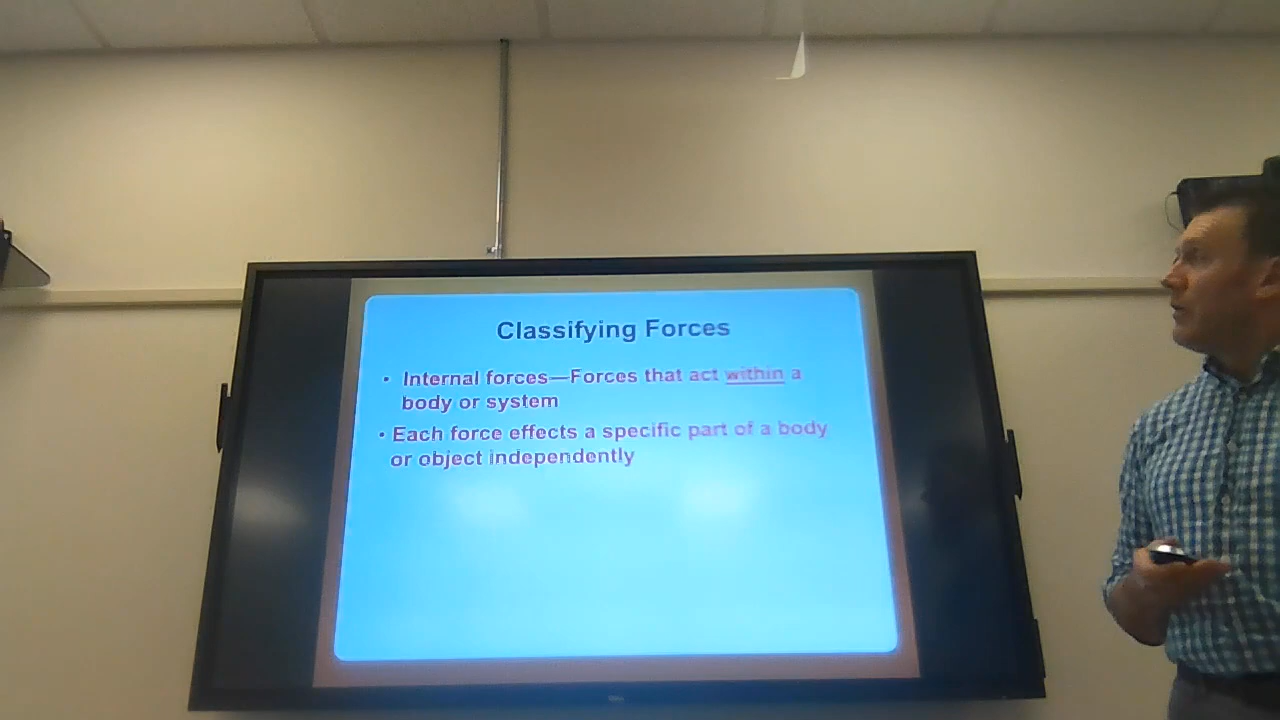 Classifying Forces
• Internal forces—Forces that act within a
body or system
• Each force effects a specific part of a body
or object independently